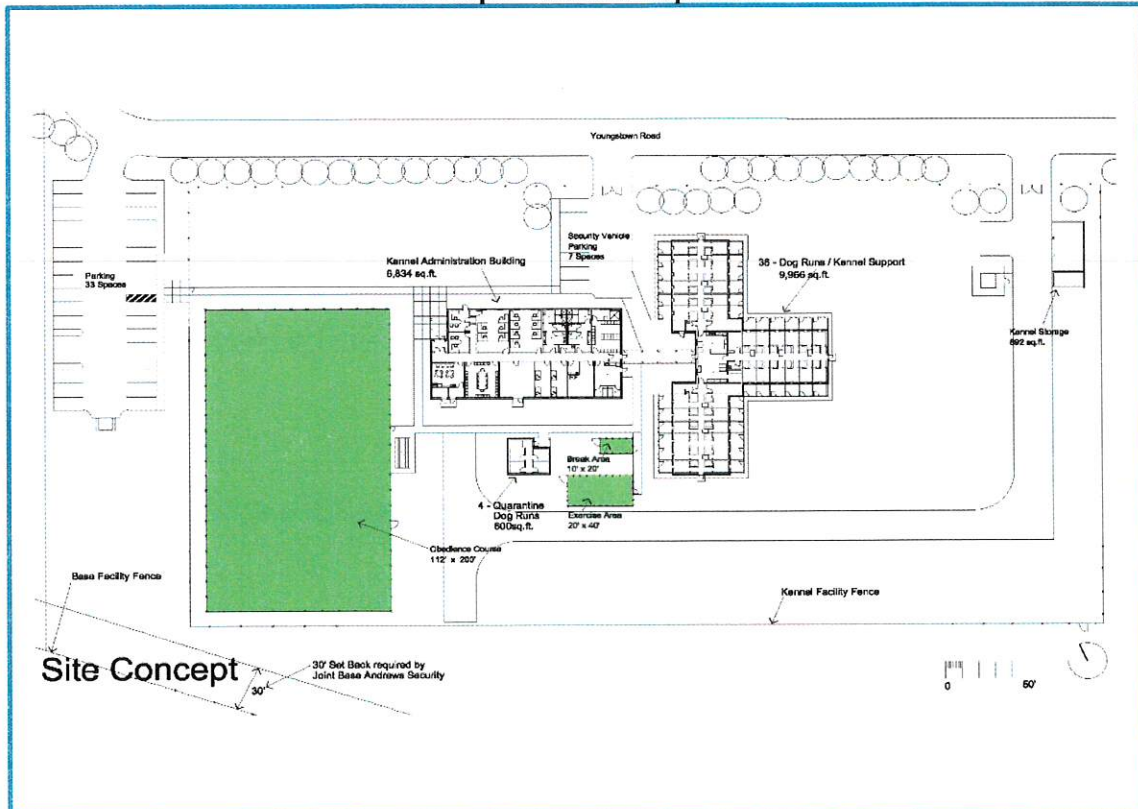 Youngstown Road
Security Vehicle
Parking
7 Spaces
Kennel Administration Building
6,834 sq.ft.
38 - Dog Runs / Kennel Support
9,966 sq.ft.
Parking
33 Spaces
Kennel Storage
692 sq.ft.
Break Area
10' x 20'
4 - Quarantine
Dog Runs
600sq.ft.
Exercise Area
20' x 40'
Obedience Course
112' x 200'
Base Facility Fence
Kennel Facility Fence
Site Concept
30'
30' Set Back required by
Joint Base Andrews Security
0 50'